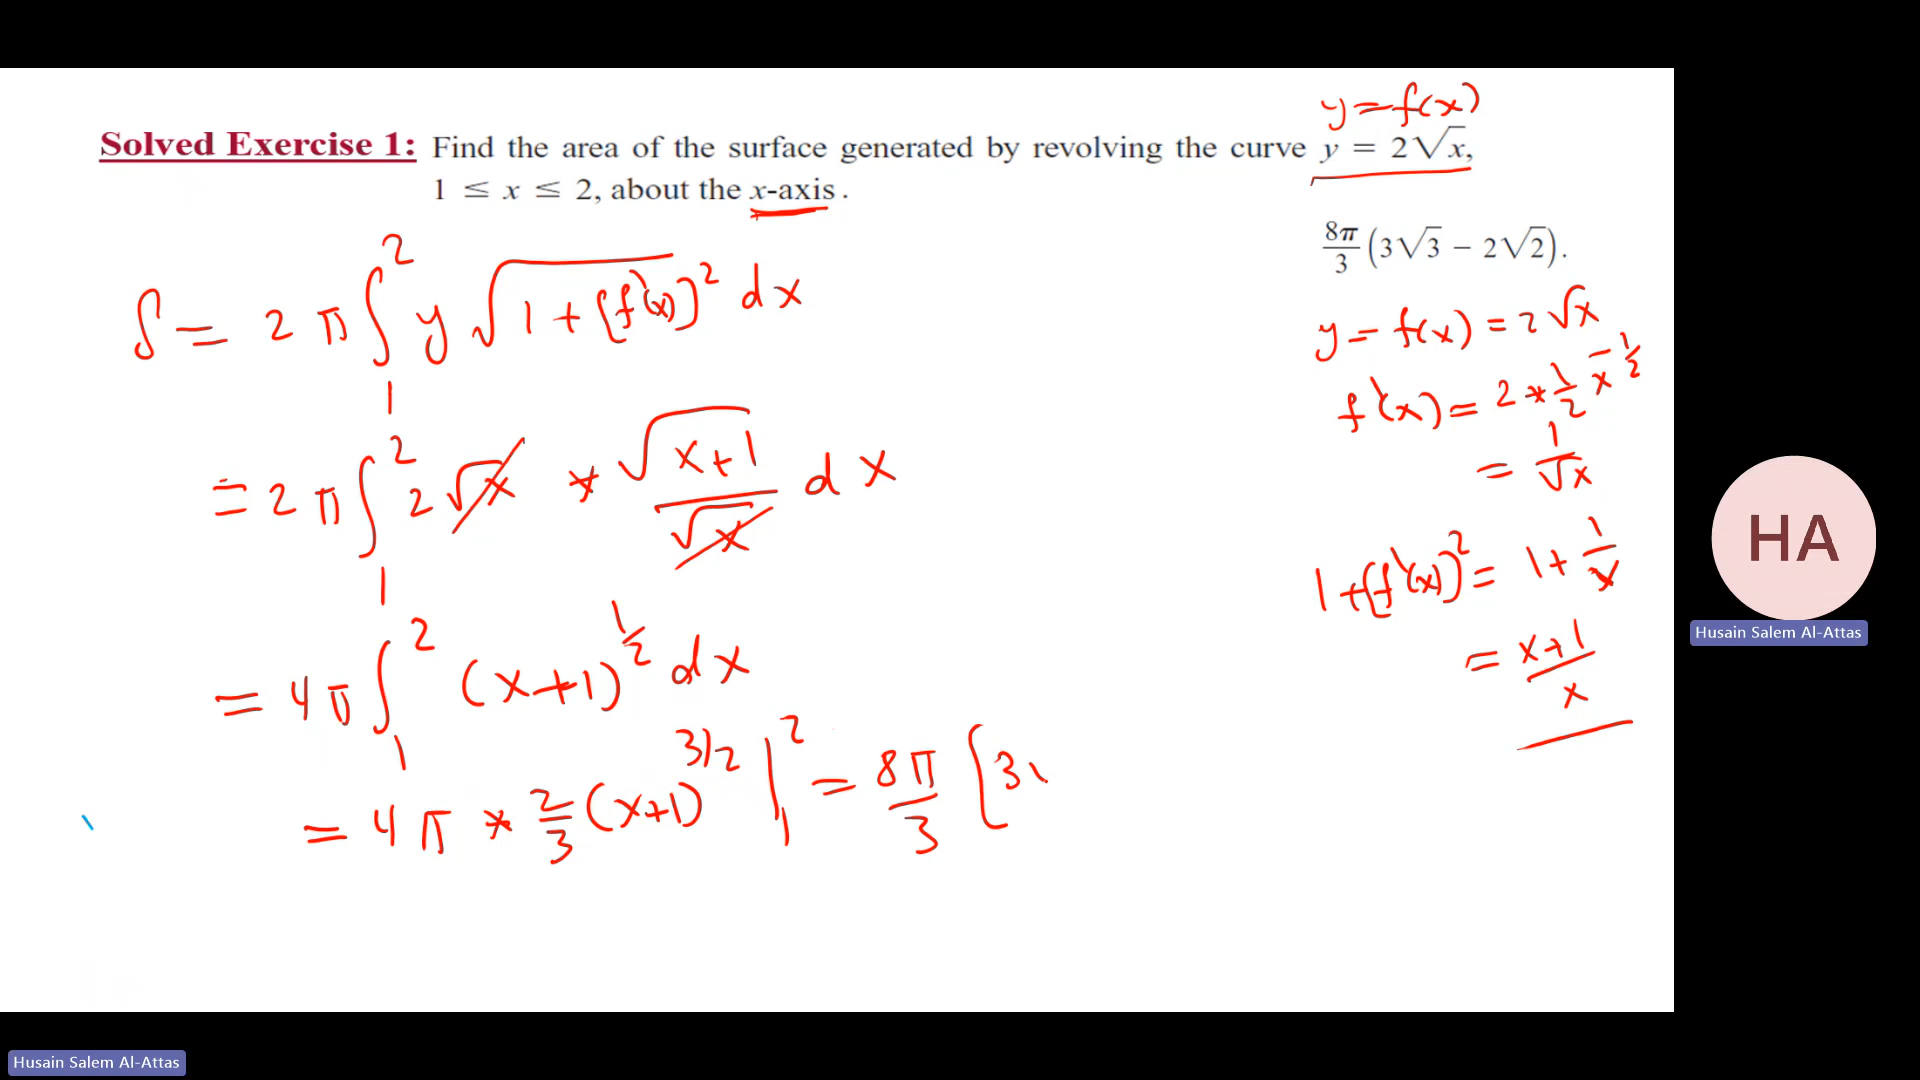 y = f(x)
Solved Exercise 1: Find the area of the surface generated by revolving the curve y = 2√x,
1 ≤ x ≤ 2, about the x-axis .
8π/3 (3√3 − 2√2).
S = 2π ∫₁² y √(1 + [f'(x)]²) dx
= 2π ∫₁² 2√x * √(x+1)/√x dx
= 4π ∫₁² (x+1)^(1/2) dx
= 4π * 2/3 (x+1)^(3/2) |₁² = 8π/3 [3
y = f(x) = 2√x
f'(x) = 2 * 1/2 x^(-1/2)
= 1/√x
1 + [f'(x)]² = 1 + 1/x
= (x+1)/x
HA
Husain Salem Al-Attas
Husain Salem Al-Attas